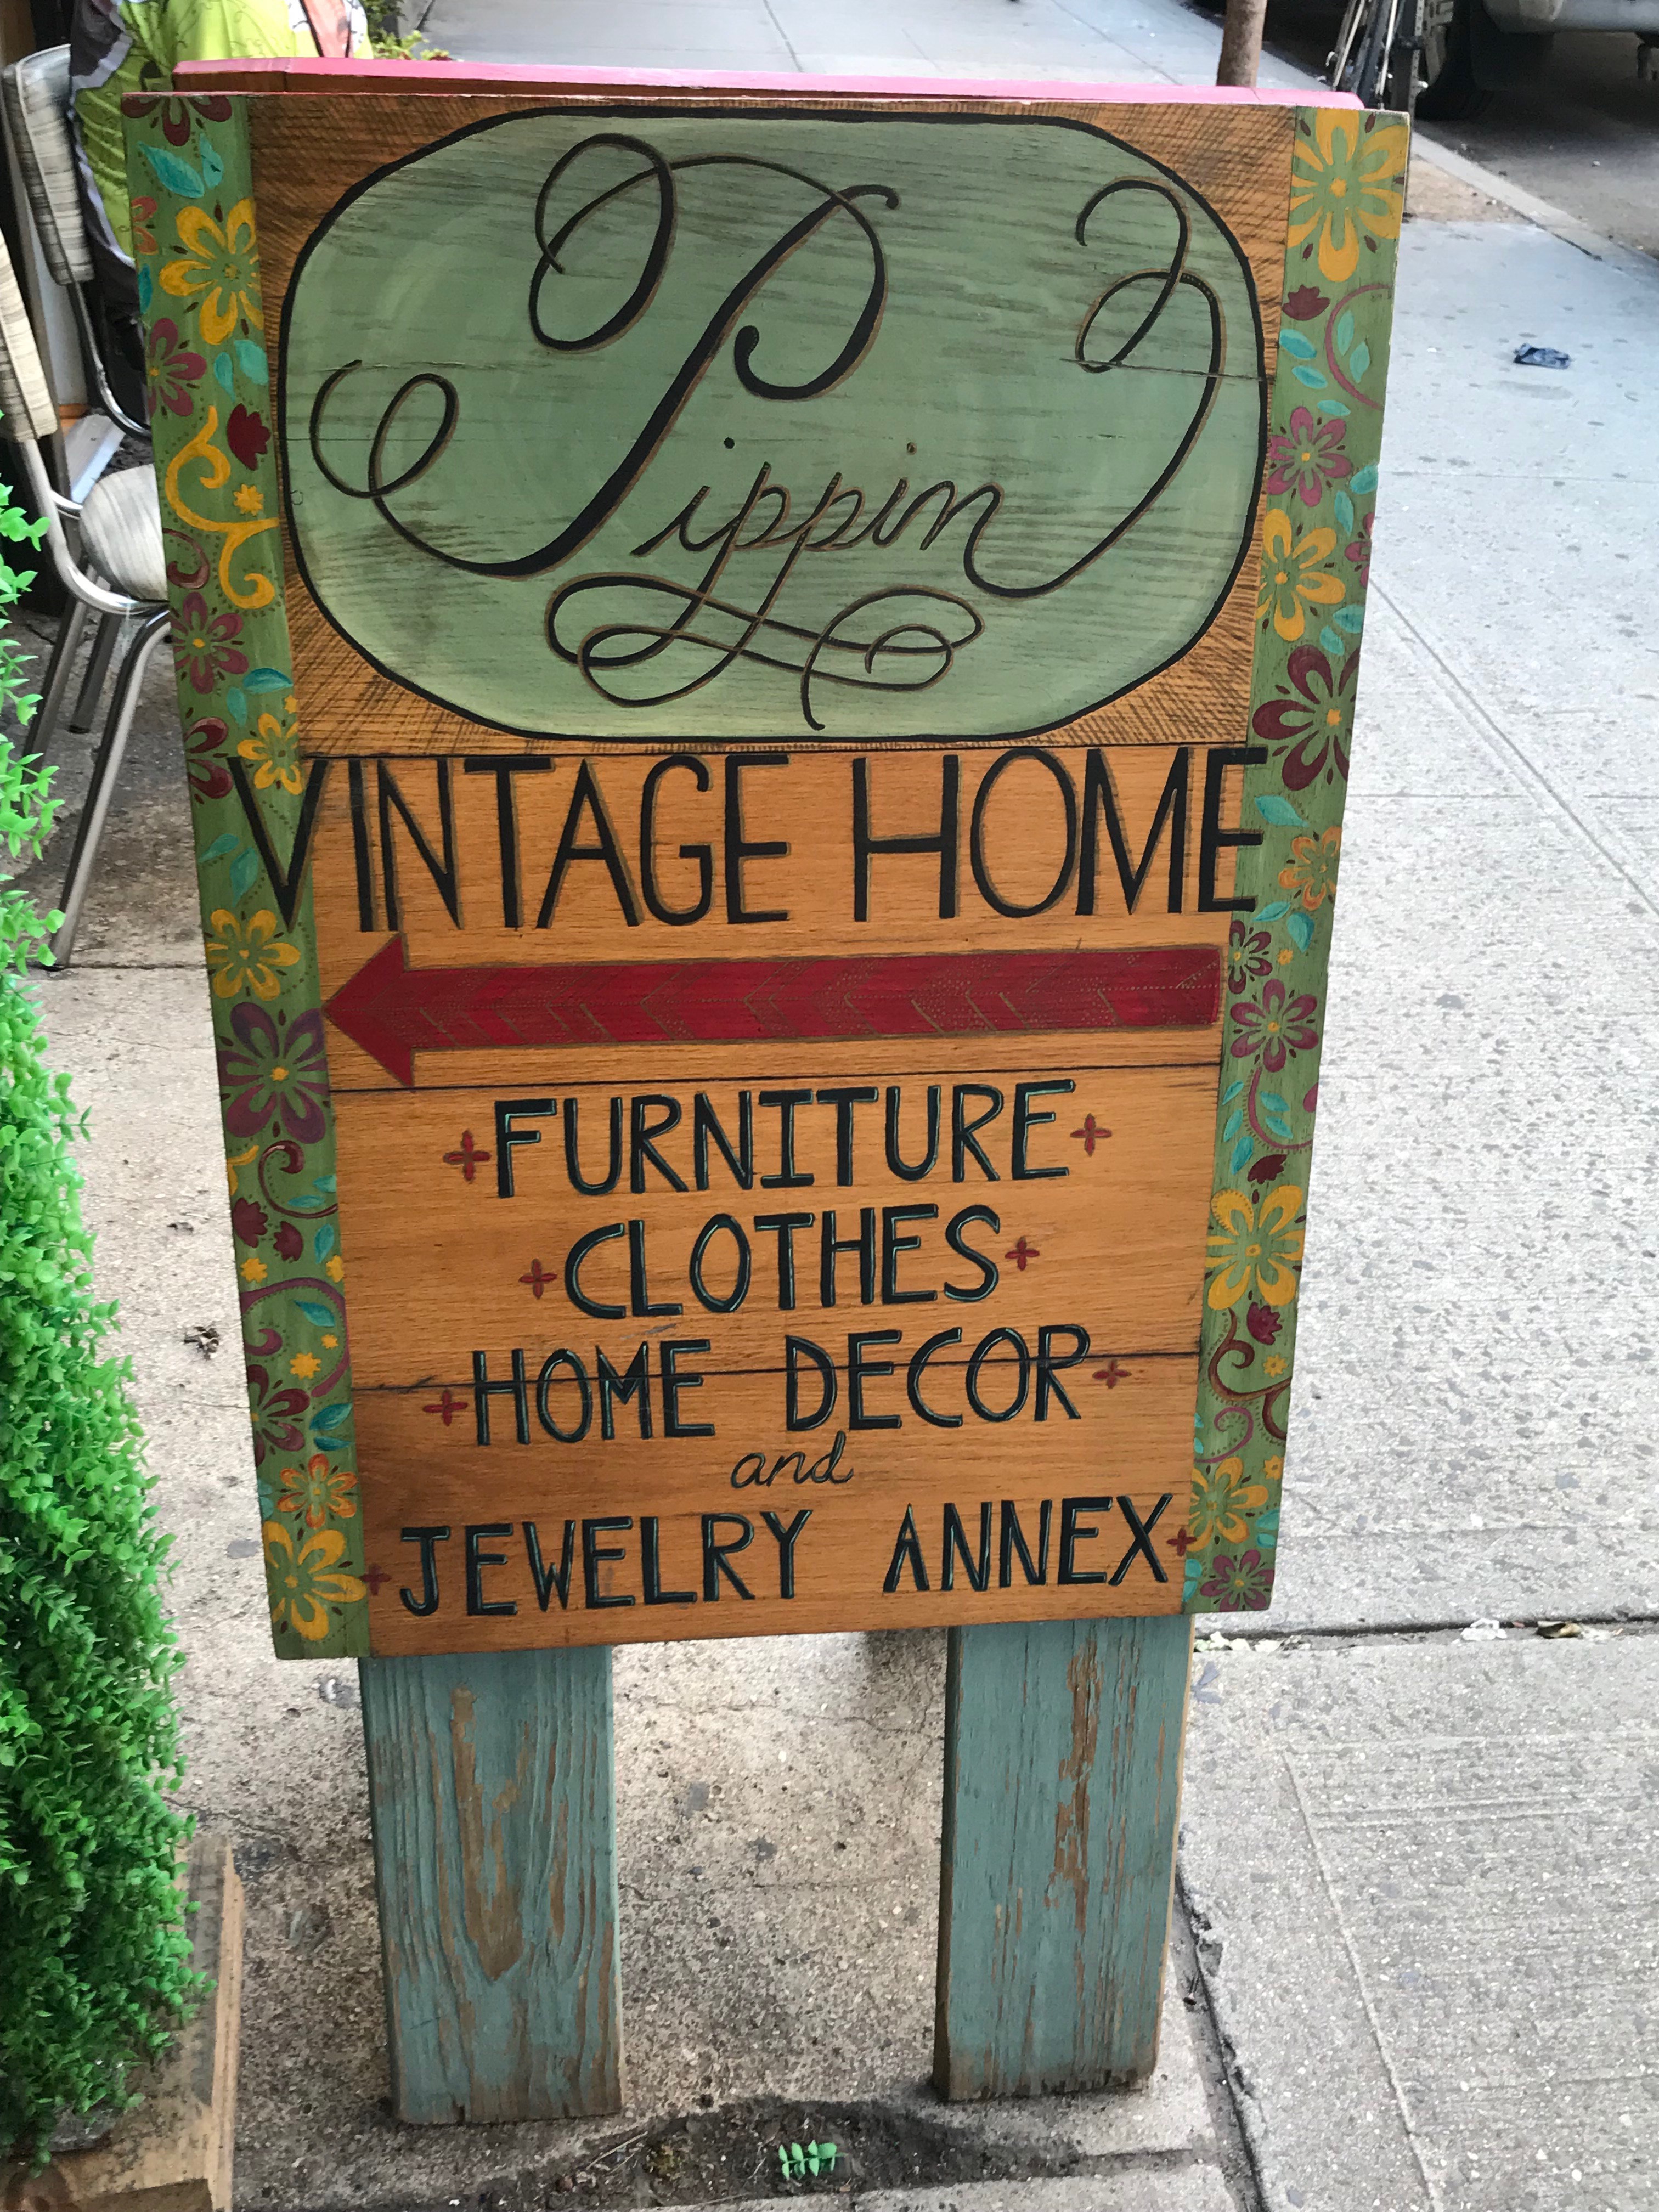 Pippin
VINTAGE HOME
FURNITURE
CLOTHES
HOME DECOR
and
JEWELRY ANNEX